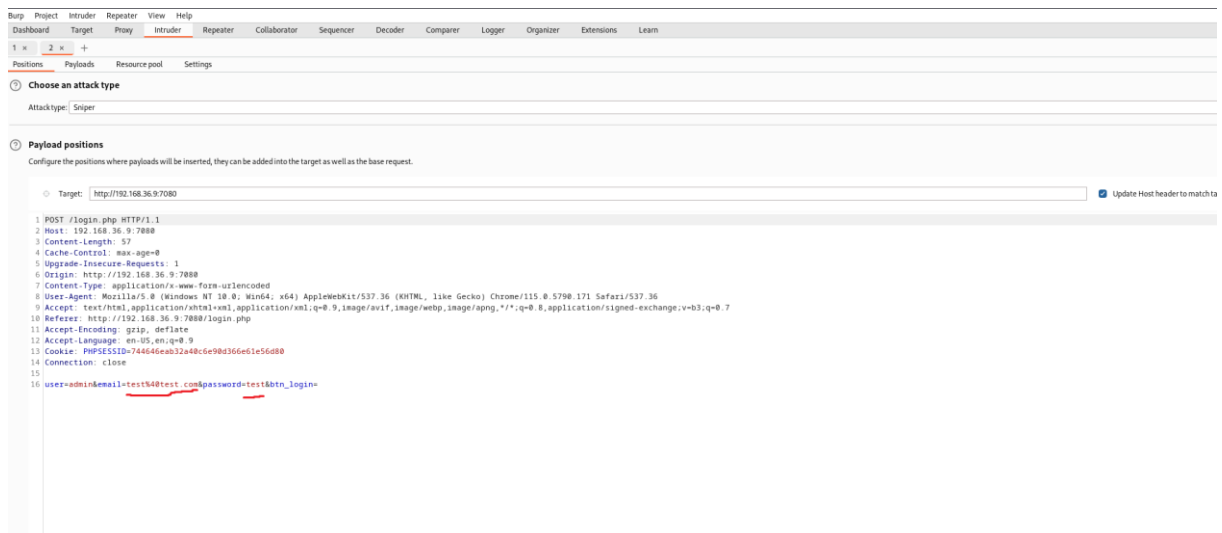 Burp Project Intruder Repeater View Help
Dashboard Target Proxy Intruder Repeater Collaborator Sequencer Decoder Comparer Logger Organizer Extensions Learn
1 × 2 × +
Positions Payloads Resource pool Settings
? Choose an attack type
Attack type: Sniper
? Payload positions
Configure the positions where payloads will be inserted, they can be added into the target as well as the base request.
Target: http://192.168.36.9:7080 Update Host header to match ta
1 POST /login.php HTTP/1.1
2 Host: 192.168.36.9:7080
3 Content-Length: 57
4 Cache-Control: max-age=0
5 Upgrade-Insecure-Requests: 1
6 Origin: http://192.168.36.9:7080
7 Content-Type: application/x-www-form-urlencoded
8 User-Agent: Mozilla/5.0 (Windows NT 10.0; Win64; x64) AppleWebKit/537.36 (KHTML, like Gecko) Chrome/115.0.5790.171 Safari/537.36
9 Accept: text/html,application/xhtml+xml,application/xml;q=0.9,image/avif,image/webp,image/apng,*/*;q=0.8,application/signed-exchange;v=b3;q=0.7
10 Referer: http://192.168.36.9:7080/login.php
11 Accept-Encoding: gzip, deflate
12 Accept-Language: en-US,en;q=0.9
13 Cookie: PHPSESSID=744646eab32a40c6e90d366e61e56d80
14 Connection: close
15
16 user=admin&email=test%40test.com&password=test&btn_login=